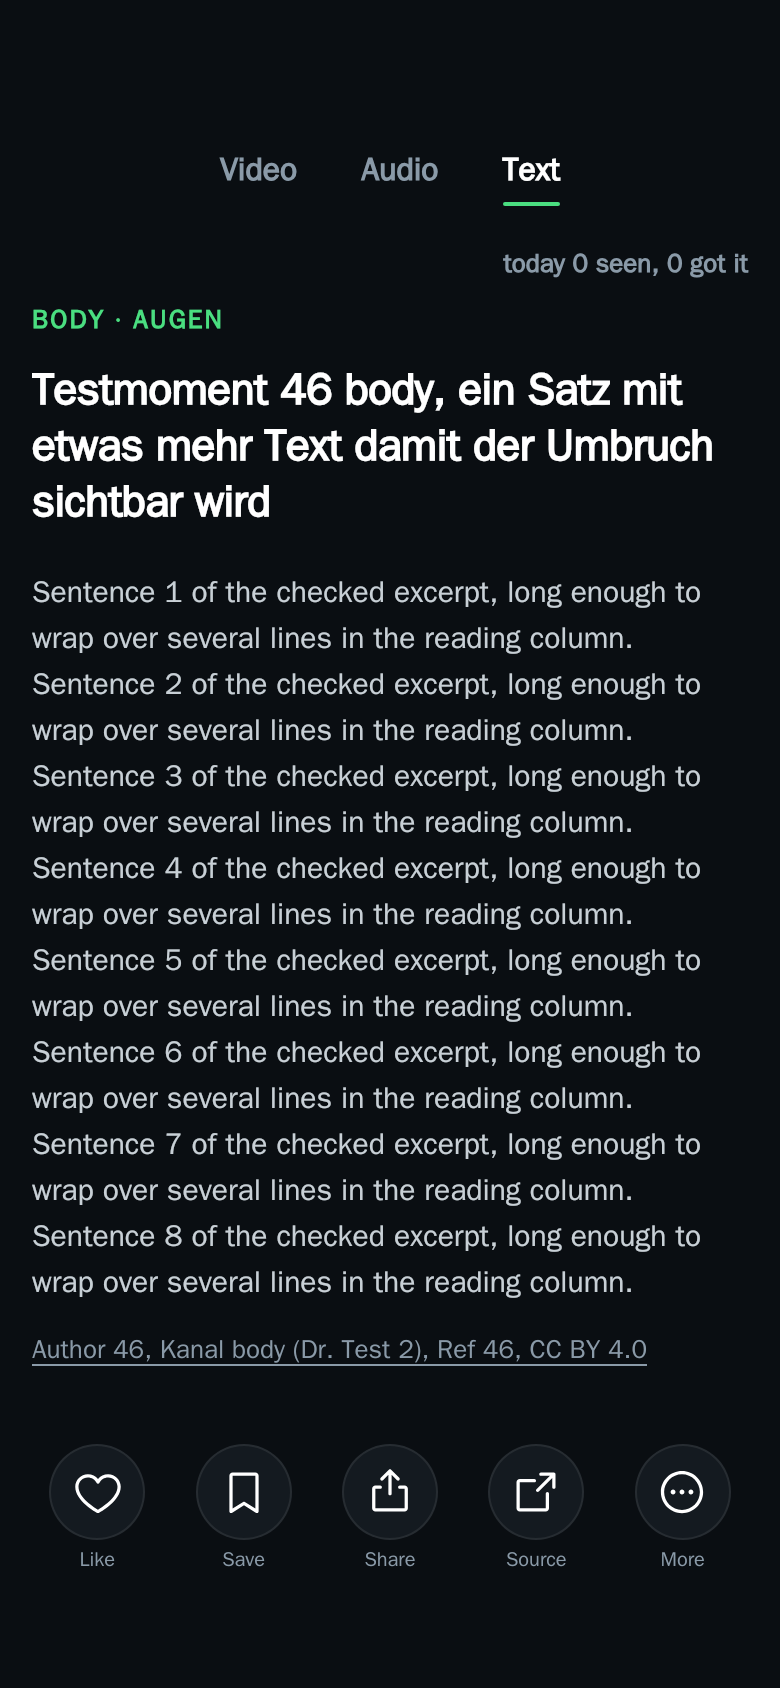 Video Audio Text
today 0 seen, 0 got it
BODY · AUGEN
Testmoment 46 body, ein Satz mit
etwas mehr Text damit der Umbruch
sichtbar wird
Sentence 1 of the checked excerpt, long enough to
wrap over several lines in the reading column.
Sentence 2 of the checked excerpt, long enough to
wrap over several lines in the reading column.
Sentence 3 of the checked excerpt, long enough to
wrap over several lines in the reading column.
Sentence 4 of the checked excerpt, long enough to
wrap over several lines in the reading column.
Sentence 5 of the checked excerpt, long enough to
wrap over several lines in the reading column.
Sentence 6 of the checked excerpt, long enough to
wrap over several lines in the reading column.
Sentence 7 of the checked excerpt, long enough to
wrap over several lines in the reading column.
Sentence 8 of the checked excerpt, long enough to
wrap over several lines in the reading column.
Author 46, Kanal body (Dr. Test 2), Ref 46, CC BY 4.0
Like Save Share Source More